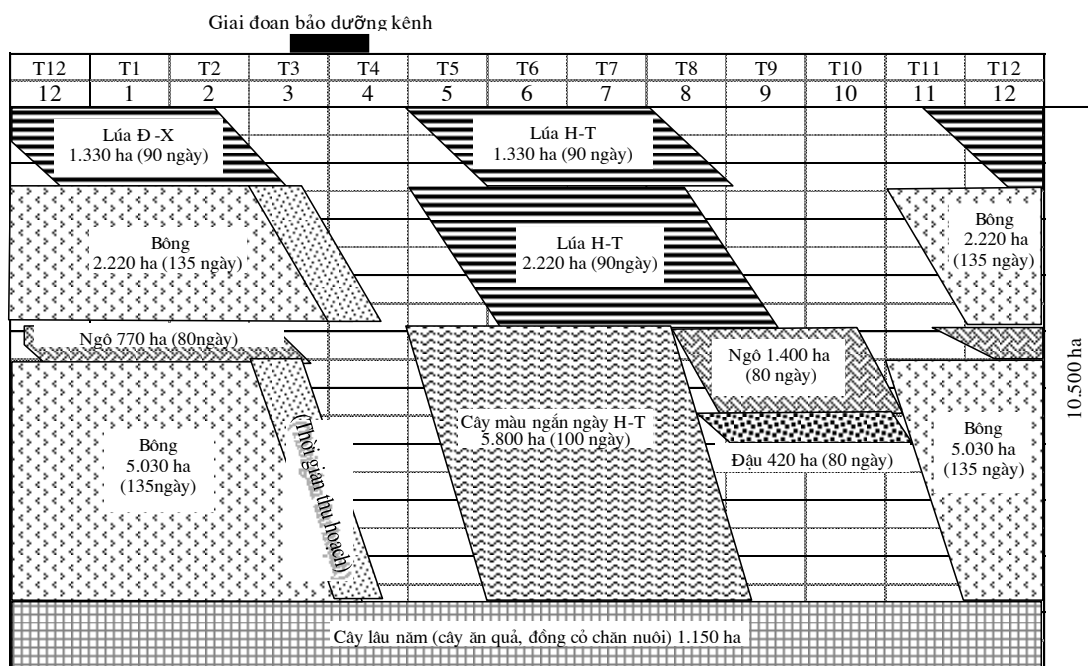 Giai đoan bảo dưỡng kênh
T12 T1 T2 T3 T4 T5 T6 T7 T8 T9 T10 T11 T12
12 1 2 3 4 5 6 7 8 9 10 11 12
Lúa Đ -X
1.330 ha (90 ngày)
Lúa H-T
1.330 ha (90 ngày)
Bông
2.220 ha (135 ngày)
Lúa H-T
2.220 ha (90ngày)
Bông
2.220 ha
(135 ngày)
Ngô 770 ha (80ngày)
Ngô 1.400 ha
(80 ngày)
Cây màu ngắn ngày H-T
5.800 ha (100 ngày)
Đậu 420 ha (80 ngày)
Bông
5.030 ha
(135ngày)
(Thời gian thu hoạch)
Bông
5.030 ha
(135 ngày)
Cây lâu năm (cây ăn quả, đồng cỏ chăn nuôi) 1.150 ha
10.500 ha